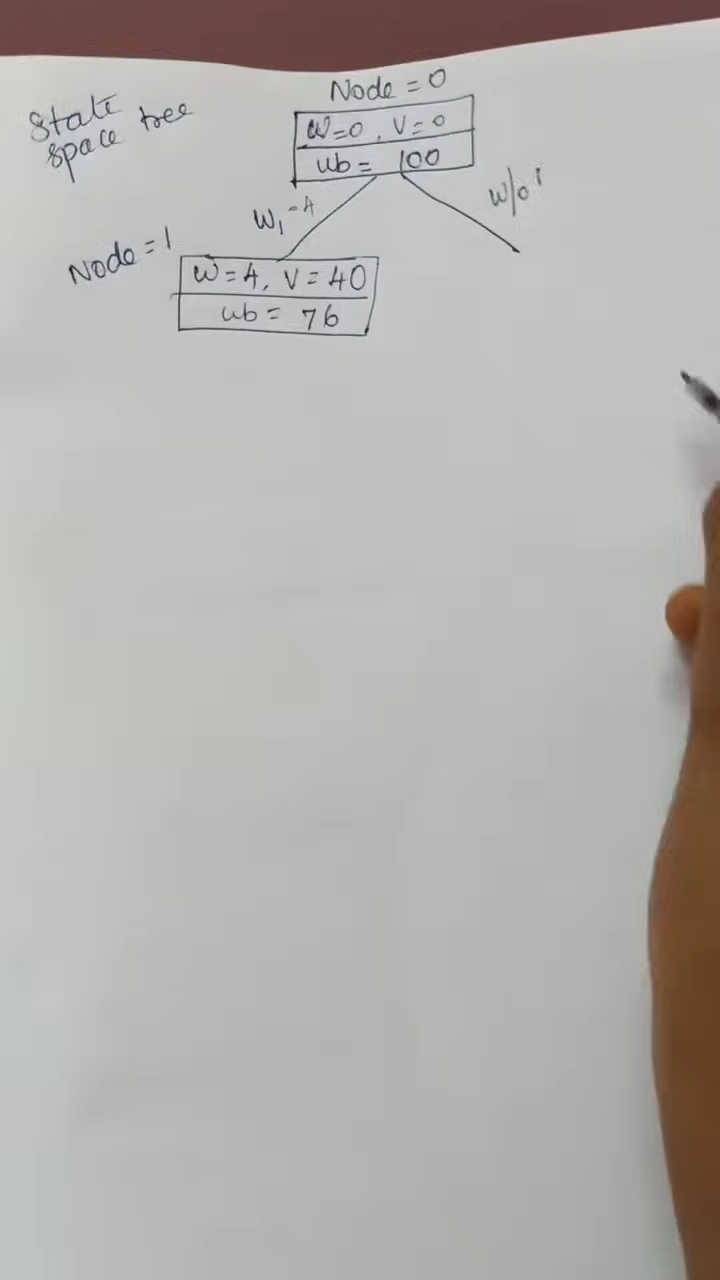 State
space tree
Node = 0
W=0, V=0
ub = 100
W₁=4
w/o 1
Node = 1
W=4, V=40
ub = 76